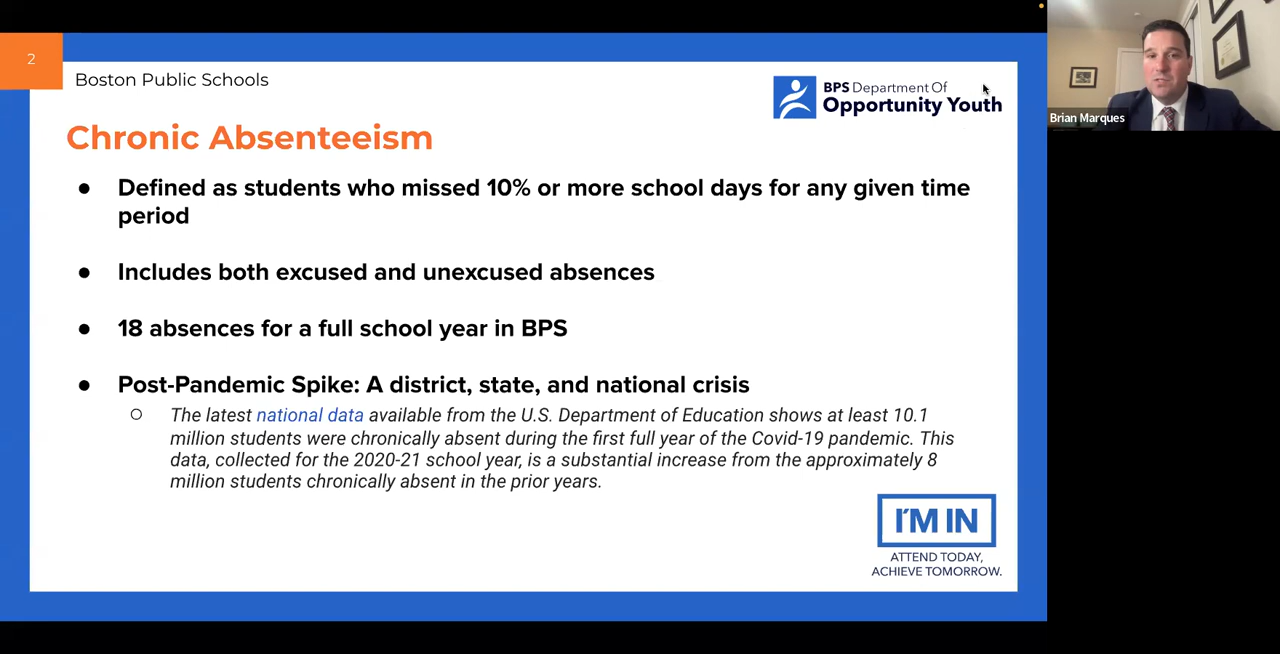 2
Boston Public Schools
BPS Department Of
Opportunity Youth
Brian Marques
Chronic Absenteeism
● Defined as students who missed 10% or more school days for any given time
period
● Includes both excused and unexcused absences
● 18 absences for a full school year in BPS
● Post-Pandemic Spike: A district, state, and national crisis
○ The latest national data available from the U.S. Department of Education shows at least 10.1
million students were chronically absent during the first full year of the Covid-19 pandemic. This
data, collected for the 2020-21 school year, is a substantial increase from the approximately 8
million students chronically absent in the prior years.
I'M IN
ATTEND TODAY,
ACHIEVE TOMORROW.